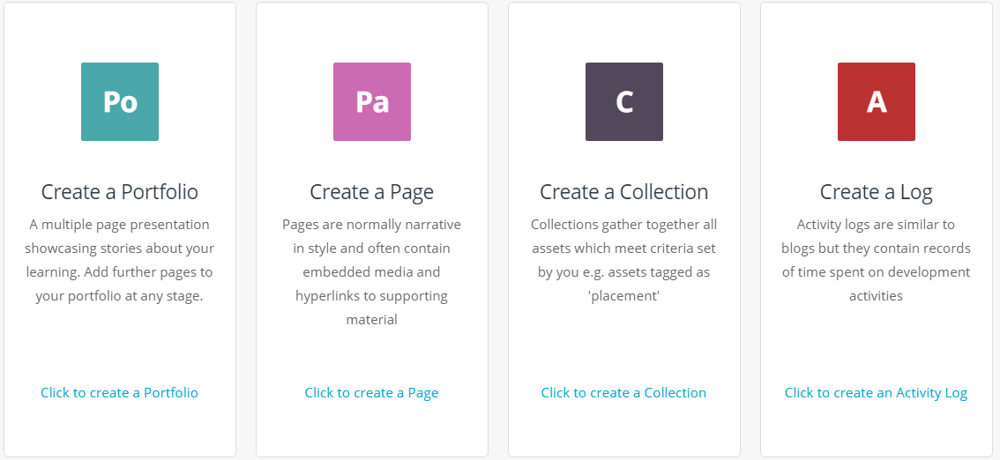 Po
Create a Portfolio
A multiple page presentation
showcasing stories about your
learning. Add further pages to
your portfolio at any stage.
Click to create a Portfolio
Pa
Create a Page
Pages are normally narrative
in style and often contain
embedded media and
hyperlinks to supporting
material
Click to create a Page
C
Create a Collection
Collections gather together all
assets which meet criteria set
by you e.g. assets tagged as
'placement'
Click to create a Collection
A
Create a Log
Activity logs are similar to
blogs but they contain records
of time spent on development
activities
Click to create an Activity Log